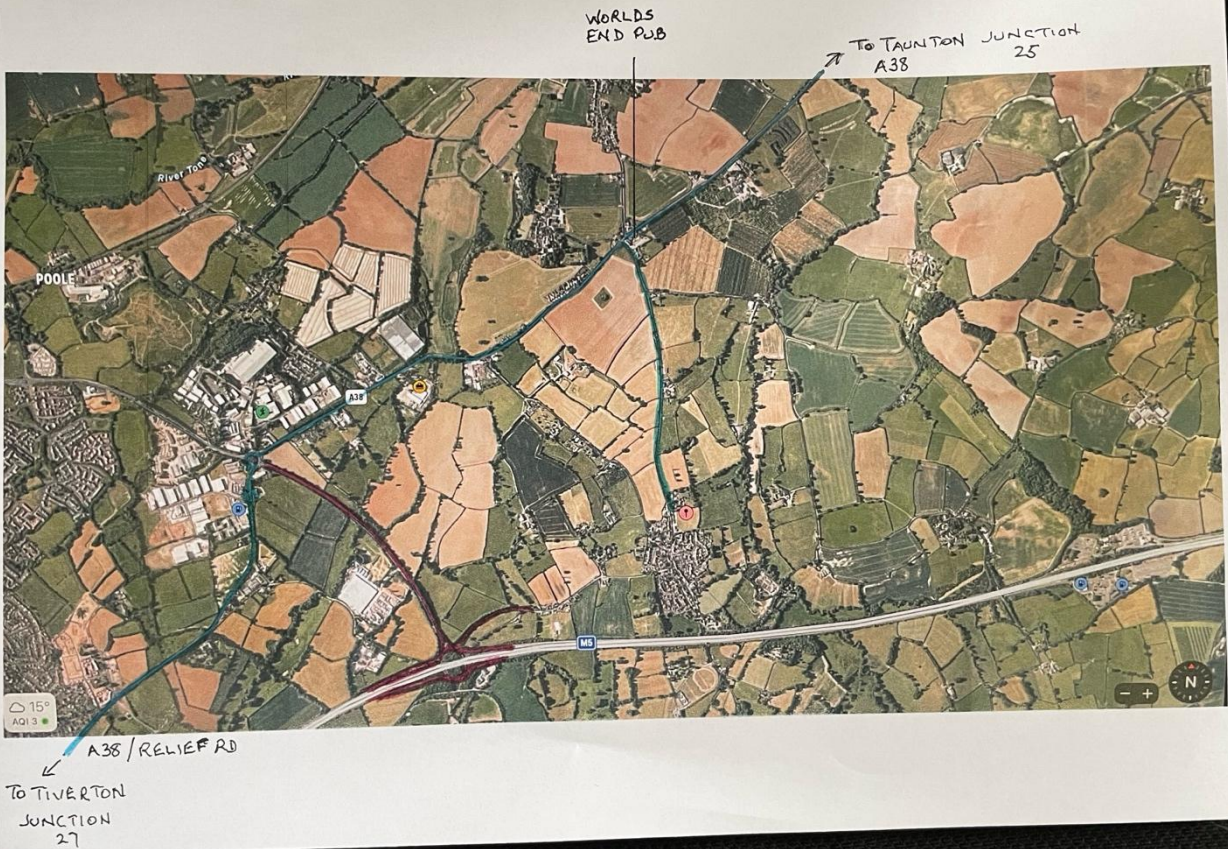 WORLDS
END PUB
TO TAUNTON JUNCTION
A38 25
River Tone
POOLE
A38
M5
15°
AQI 3
N
A38/RELIEF RD
TO TIVERTON
JUNCTION
27